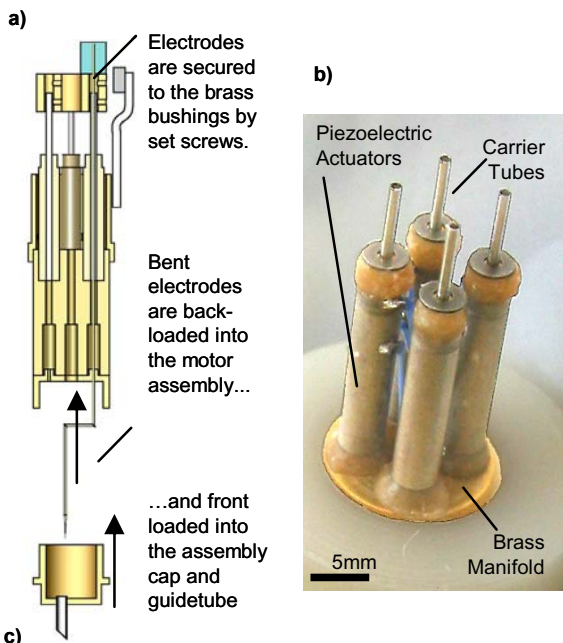 a)
Electrodes
are secured
to the brass
bushings by
set screws.
Bent
electrodes
are back-
loaded into
the motor
assembly...
...and front
loaded into
the assembly
cap and
guidetube
b)
Piezoelectric
Actuators
Carrier
Tubes
Brass
Manifold
5mm
c)